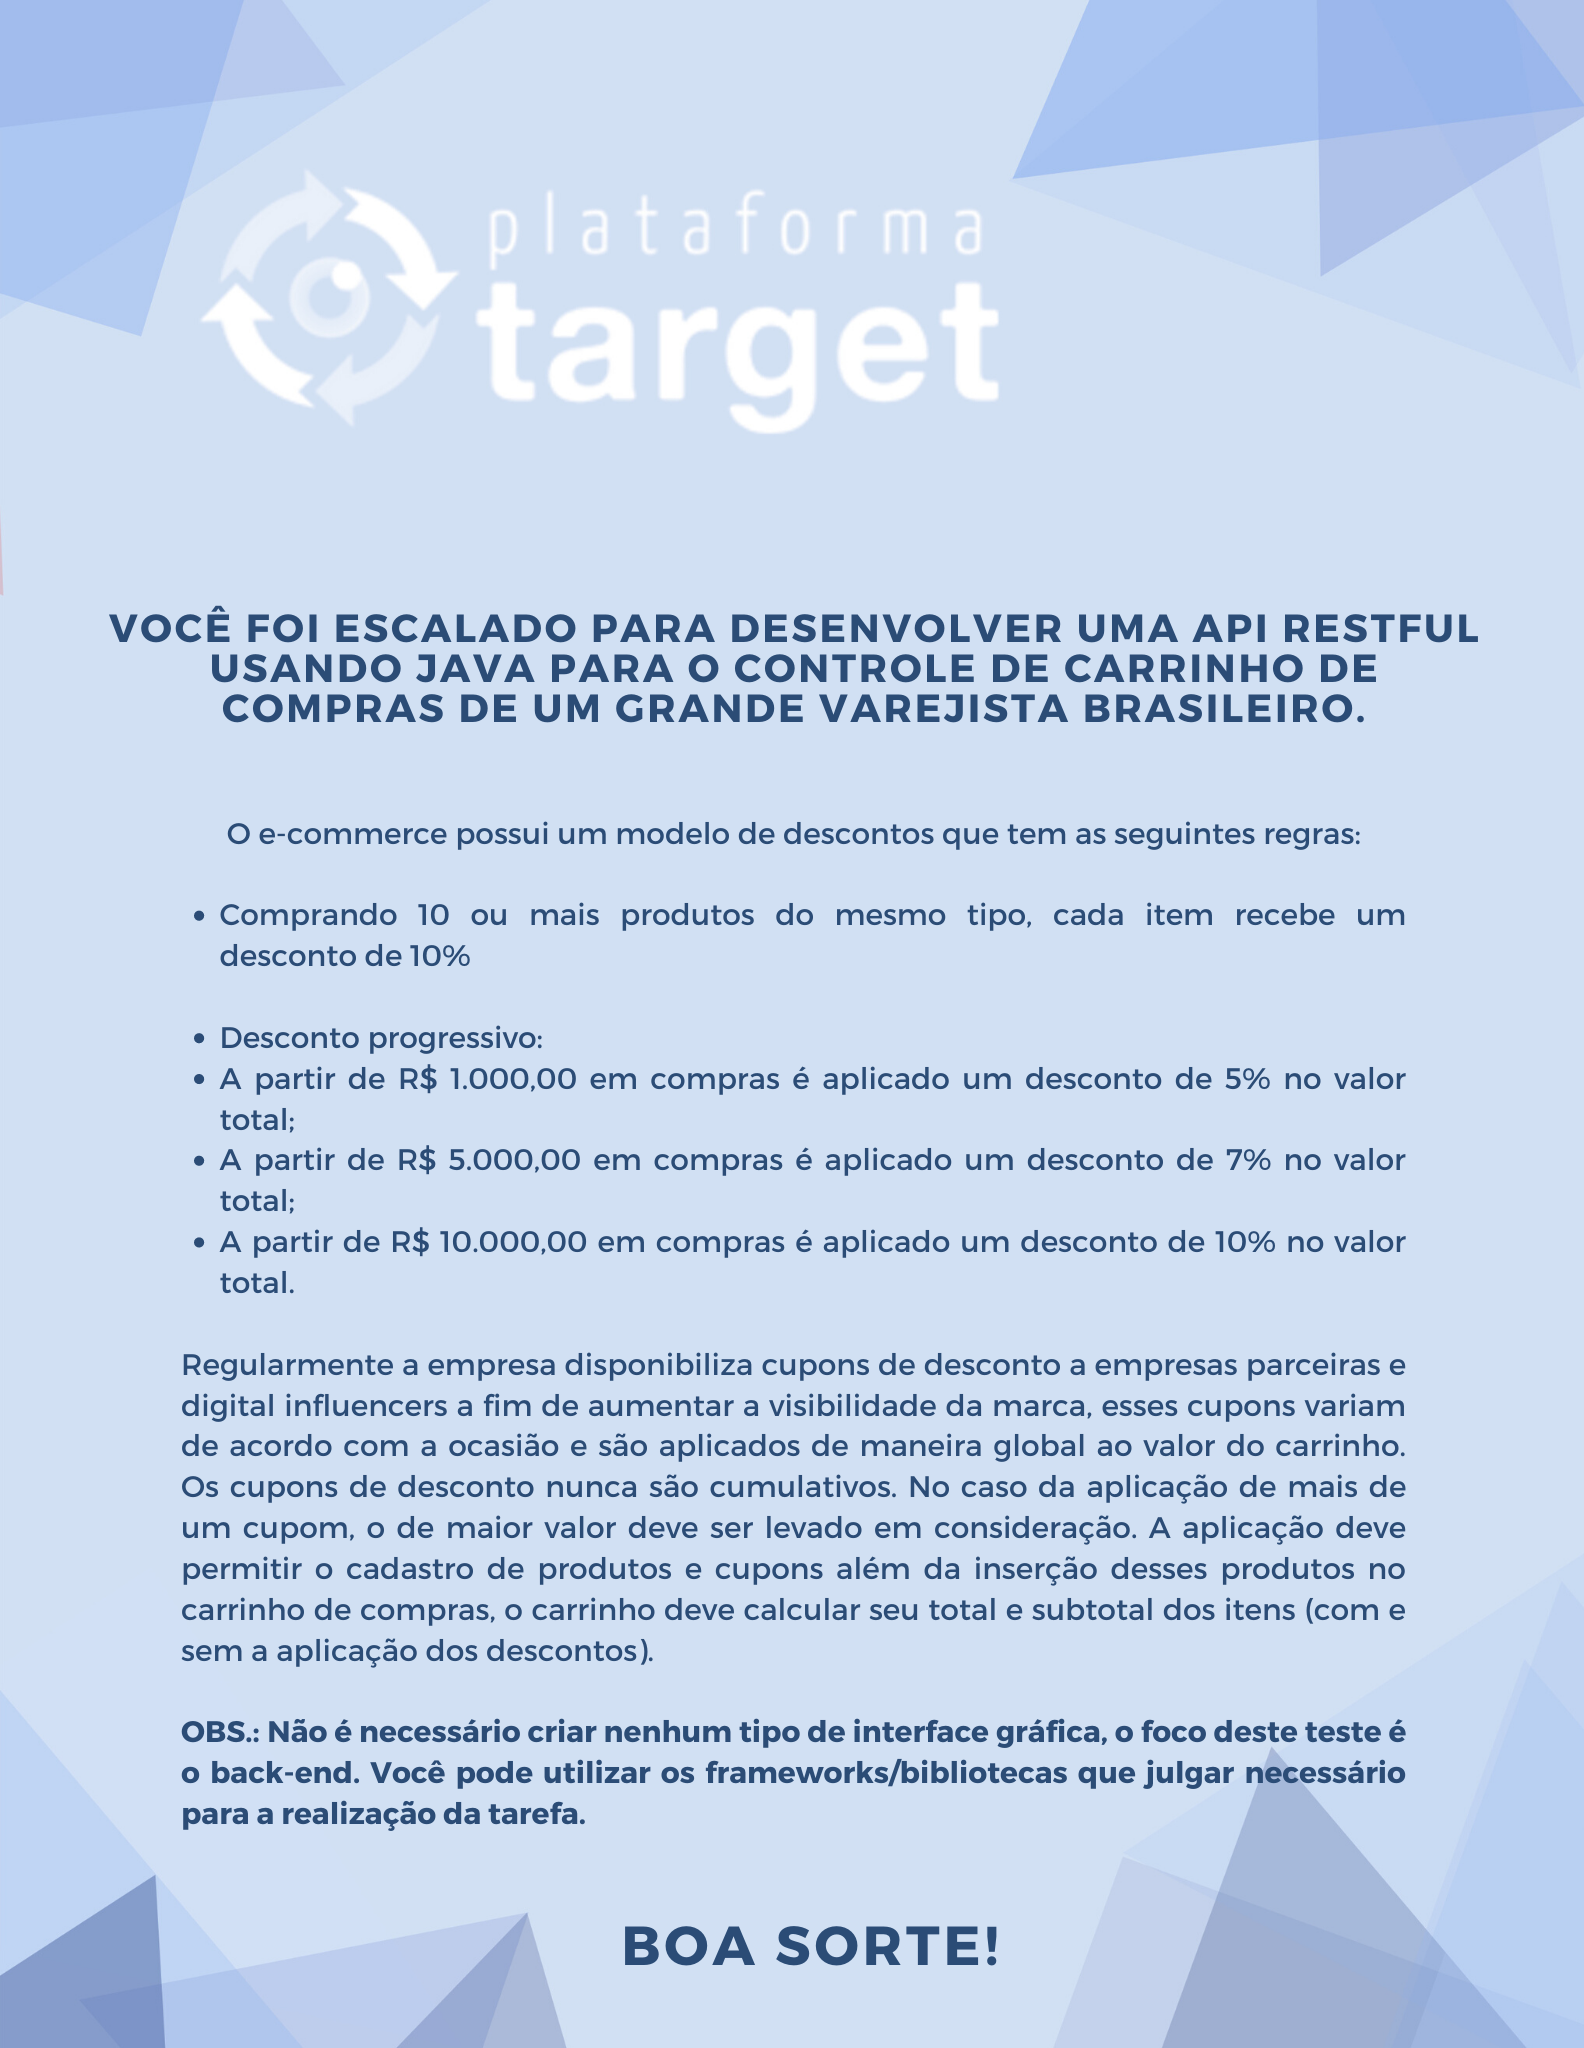 plataforma
target
VOCÊ FOI ESCALADO PARA DESENVOLVER UMA API RESTFUL
USANDO JAVA PARA O CONTROLE DE CARRINHO DE
COMPRAS DE UM GRANDE VAREJISTA BRASILEIRO.
O e-commerce possui um modelo de descontos que tem as seguintes regras:
• Comprando 10 ou mais produtos do mesmo tipo, cada item recebe um
desconto de 10%
• Desconto progressivo:
• A partir de R$ 1.000,00 em compras é aplicado um desconto de 5% no valor
total;
• A partir de R$ 5.000,00 em compras é aplicado um desconto de 7% no valor
total;
• A partir de R$ 10.000,00 em compras é aplicado um desconto de 10% no valor
total.
Regularmente a empresa disponibiliza cupons de desconto a empresas parceiras e
digital influencers a fim de aumentar a visibilidade da marca, esses cupons variam
de acordo com a ocasião e são aplicados de maneira global ao valor do carrinho.
Os cupons de desconto nunca são cumulativos. No caso da aplicação de mais de
um cupom, o de maior valor deve ser levado em consideração. A aplicação deve
permitir o cadastro de produtos e cupons além da inserção desses produtos no
carrinho de compras, o carrinho deve calcular seu total e subtotal dos itens (com e
sem a aplicação dos descontos).
OBS.: Não é necessário criar nenhum tipo de interface gráfica, o foco deste teste é
o back-end. Você pode utilizar os frameworks/bibliotecas que julgar necessário
para a realização da tarefa.
BOA SORTE!